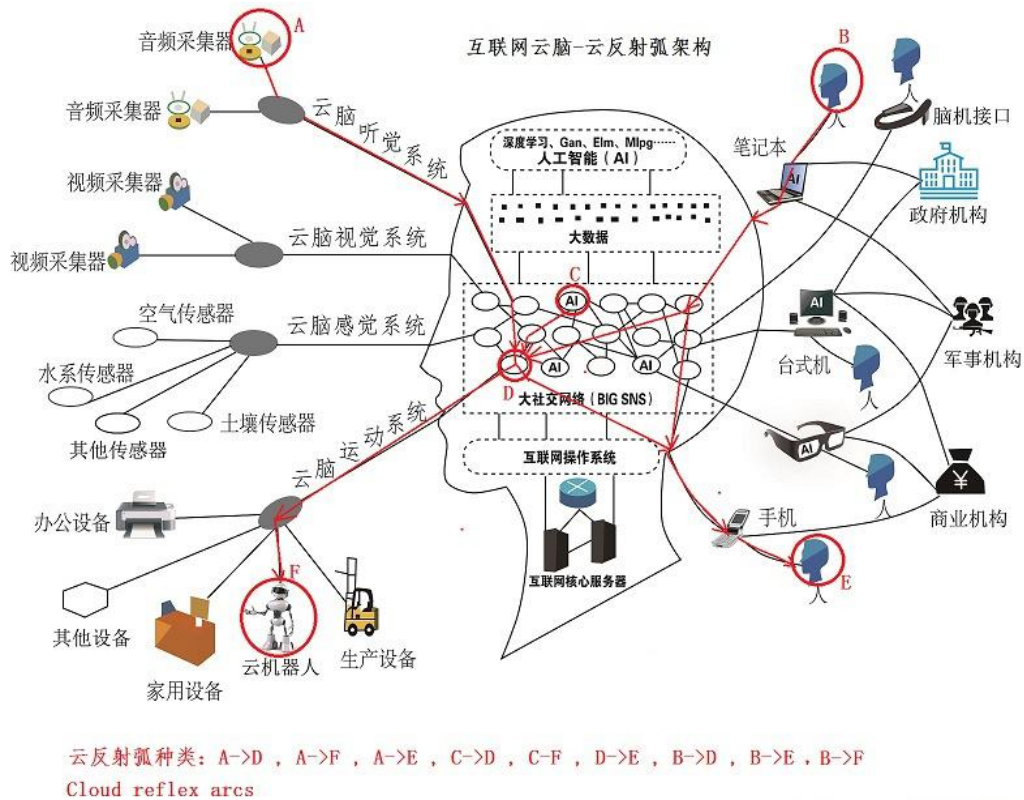 互联网云脑-云反射弧架构
音频采集器
A
音频采集器
云脑听觉系统
视频采集器
视频采集器
云脑视觉系统
空气传感器
云脑感觉系统
水系传感器
其他传感器
土壤传感器
云脑运动系统
办公设备
其他设备
家用设备
F
云机器人
生产设备
深度学习、Gan、Elm、Mlpg……
人工智能(AI)
大数据
C
AI
AI
AI
D
大社交网络(BIG SNS)
互联网操作系统
互联网核心服务器
B
人
人
脑机接口
笔记本
AI
政府机构
AI
台式机
人
军事机构
AI
人
¥
商业机构
手机
E
人
云反射弧种类: A->D , A->F , A->E , C->D , C-F , D->E , B->D , B->E , B->F
Cloud reflex arcs